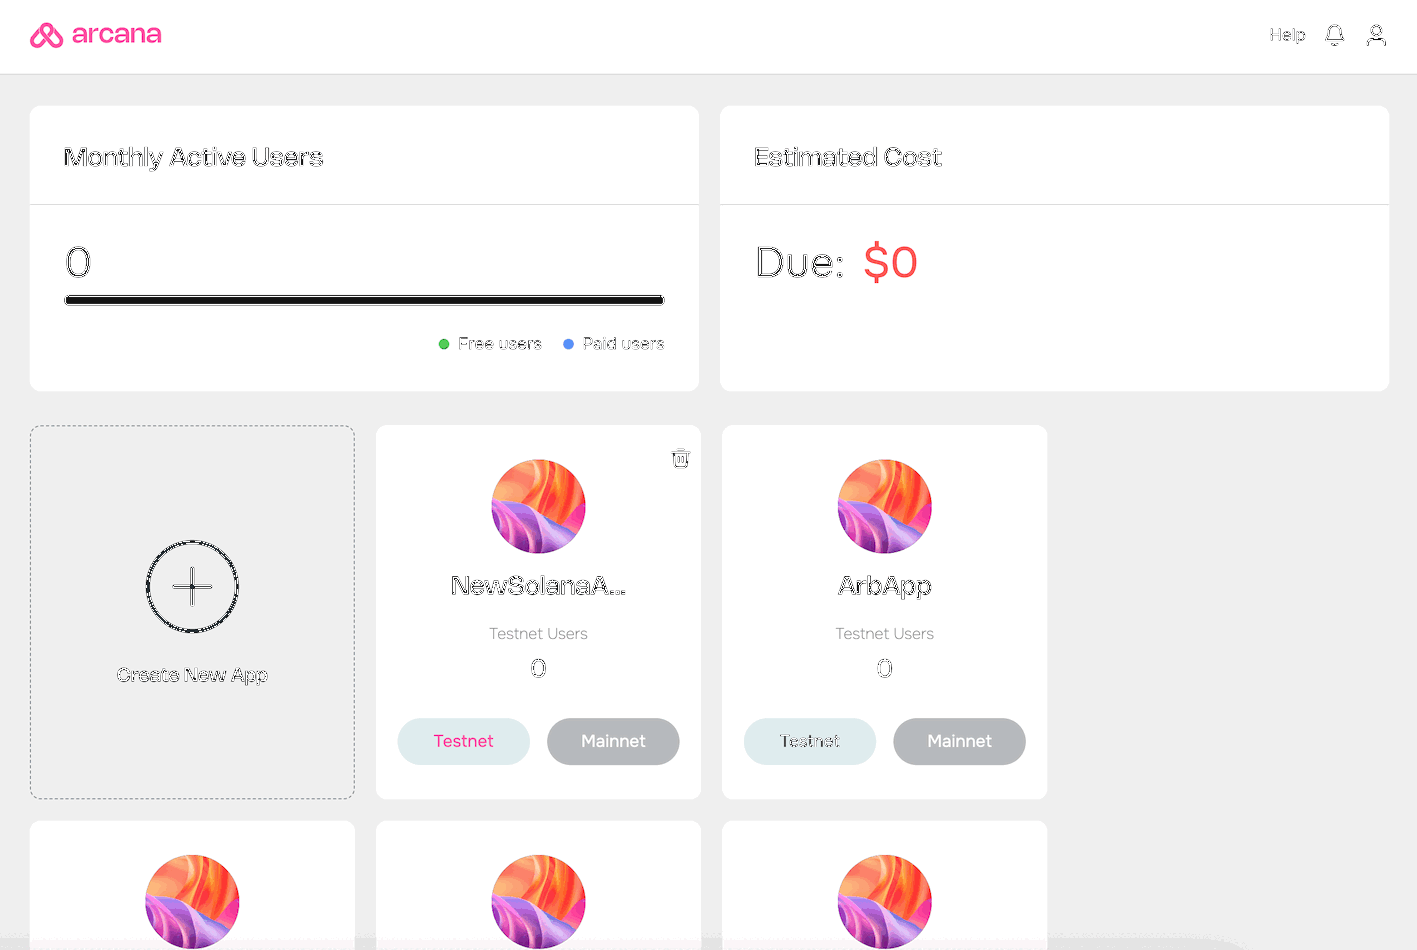 arcana
Help
Monthly Active Users
Estimated Cost
0
Due: $0
Free users
Paid users
Create New App
NewSolanaA...
Testnet Users
0
Testnet
Mainnet
ArbApp
Testnet Users
0
Testnet
Mainnet